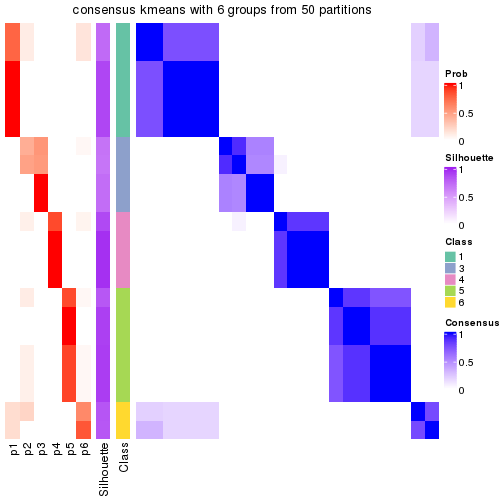 consensus kmeans with 6 groups from 50 partitions
Prob
1
0.5
0
Silhouette
1
0.5
0
Class
1
3
4
5
6
Consensus
1
0.5
0
p1
p2
p3
p4
p5
p6
Silhouette
Class